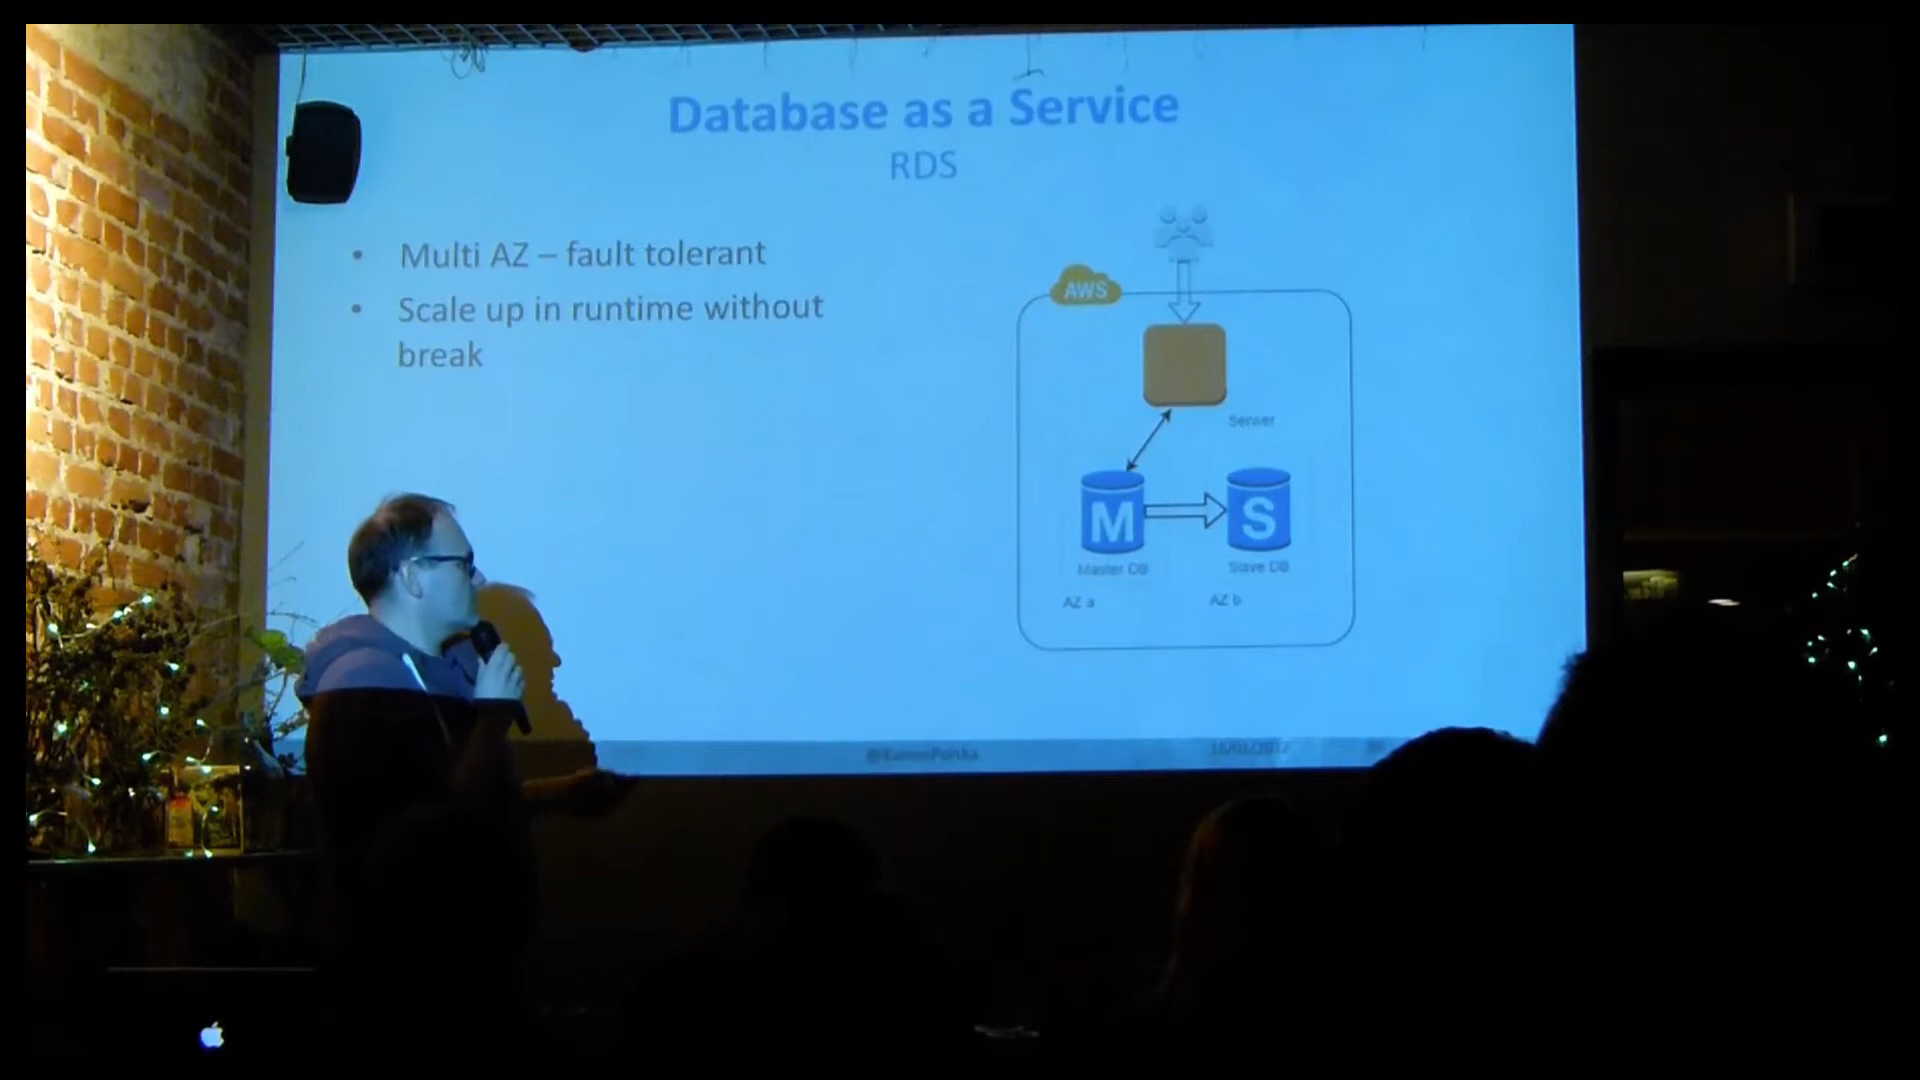 Database as a Service
RDS
• Multi AZ – fault tolerant
• Scale up in runtime without
break
AWS
Serwer
M
S
Master DB
Slave DB
AZ a
AZ b